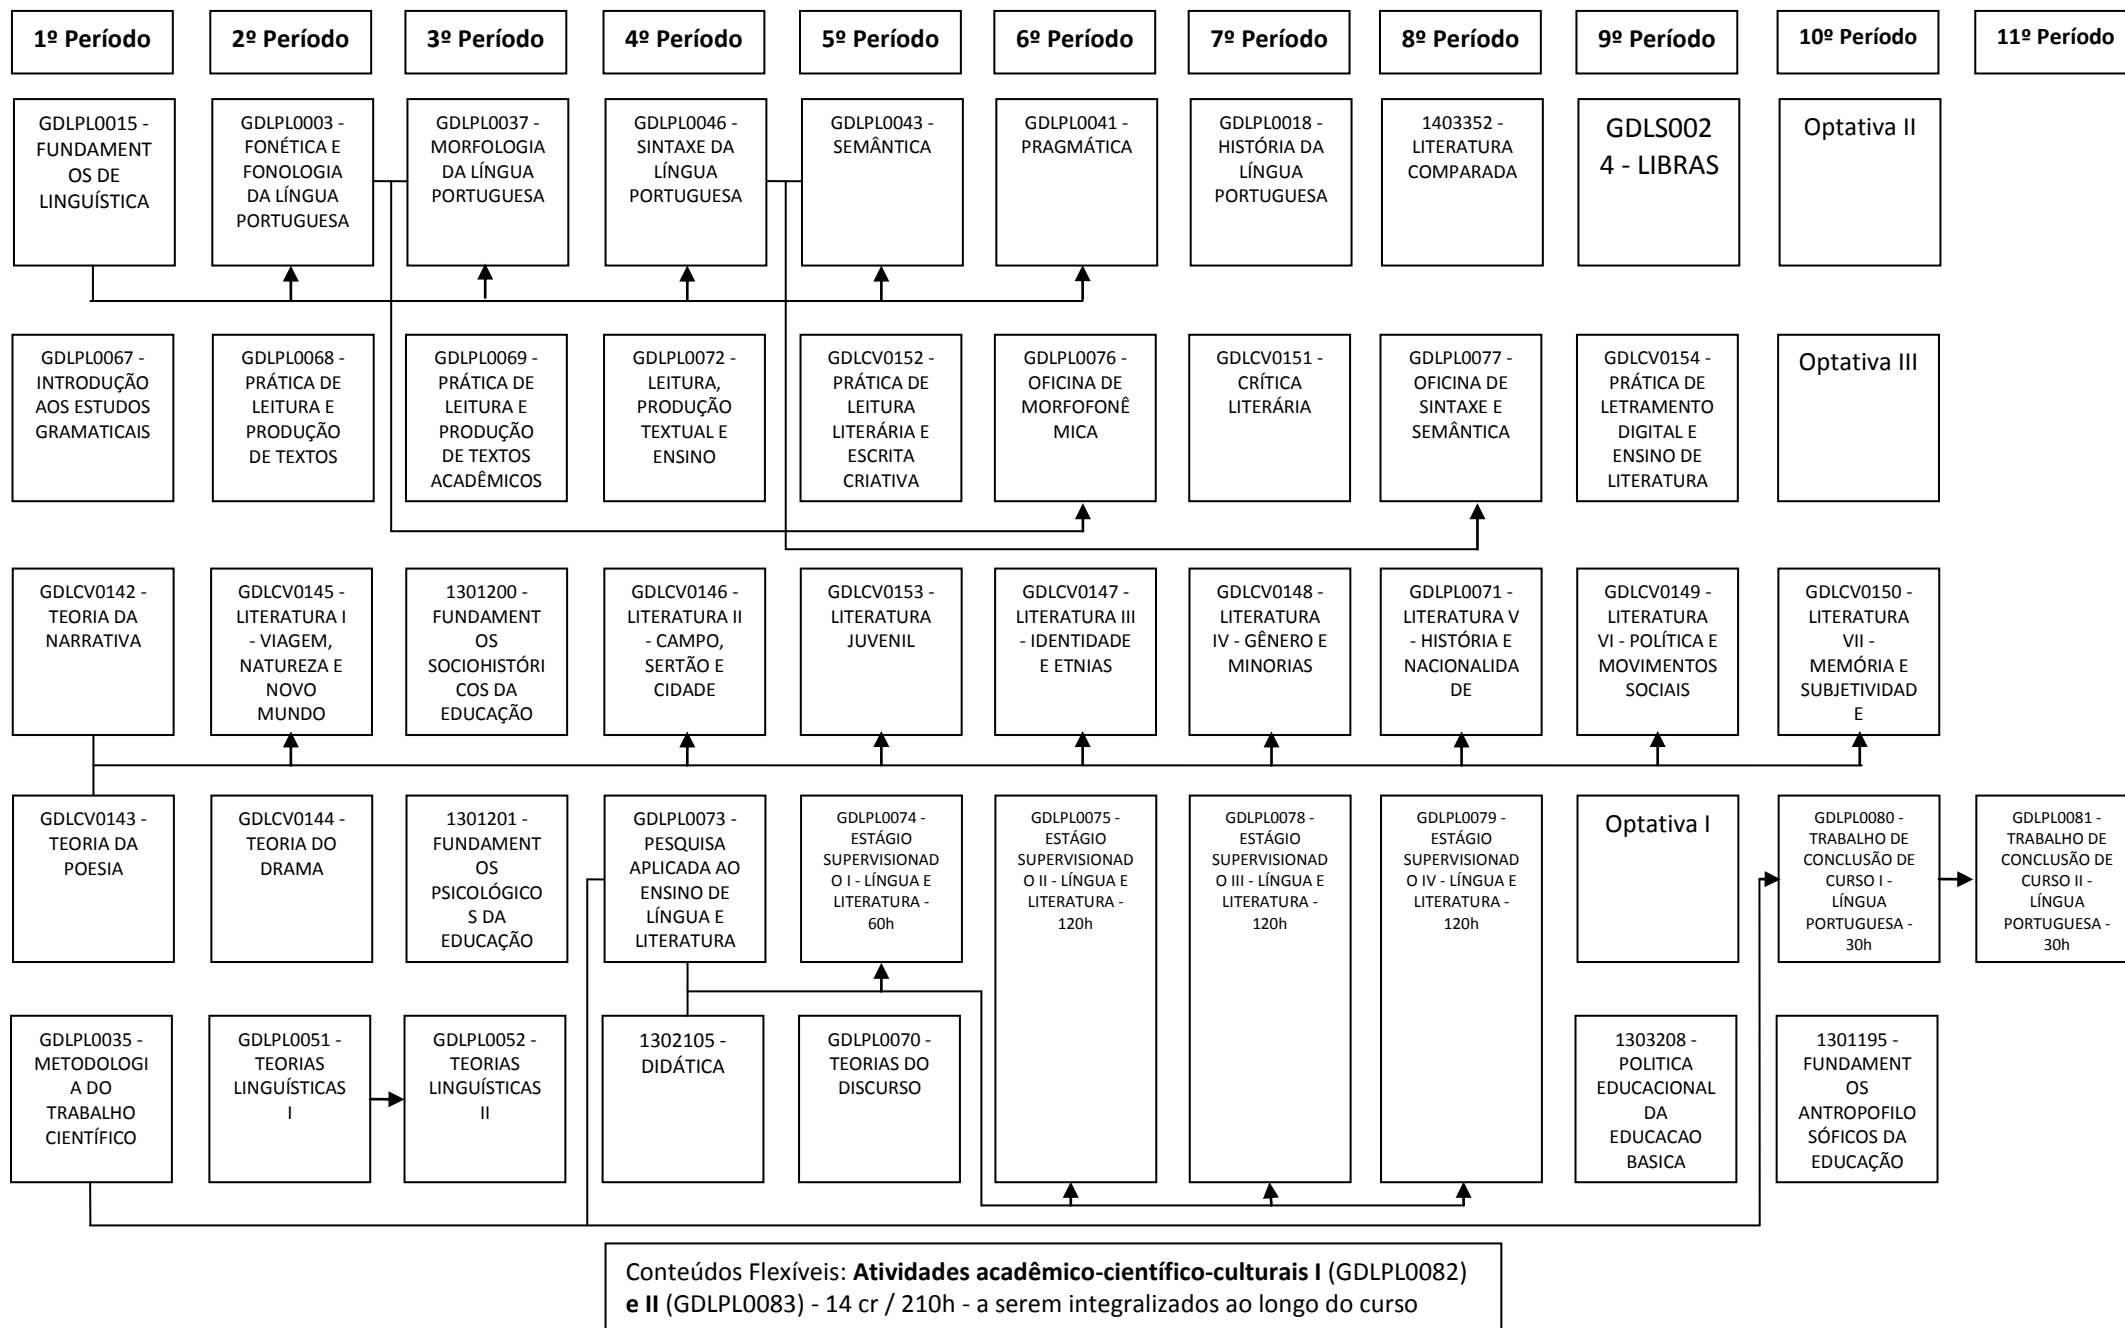 1º Período
2º Período
3º Período
4º Período
5º Período
6º Período
7º Período
8º Período
9º Período
10º Período
11º Período
GDLPL0015 -
FUNDAMENT
OS DE
LINGUÍSTICA
GDLPL0003 -
FONÉTICA E
FONOLOGIA
DA LÍNGUA
PORTUGUESA
GDLPL0037 -
MORFOLOGIA
DA LÍNGUA
PORTUGUESA
GDLPL0046 -
SINTAXE DA
LÍNGUA
PORTUGUESA
GDLPL0043 -
SEMÂNTICA
GDLPL0041 -
PRAGMÁTICA
GDLPL0018 -
HISTÓRIA DA
LÍNGUA
PORTUGUESA
1403352 -
LITERATURA
COMPARADA
GDLS002
4 - LIBRAS
Optativa II
GDLPL0067 -
INTRODUÇÃO
AOS ESTUDOS
GRAMATICAIS
GDLPL0068 -
PRÁTICA DE
LEITURA E
PRODUÇÃO
DE TEXTOS
GDLPL0069 -
PRÁTICA DE
LEITURA E
PRODUÇÃO
DE TEXTOS
ACADÊMICOS
GDLPL0072 -
LEITURA,
PRODUÇÃO
TEXTUAL E
ENSINO
GDLCV0152 -
PRÁTICA DE
LEITURA
LITERÁRIA E
ESCRITA
CRIATIVA
GDLPL0076 -
OFICINA DE
MORFOFONÊ
MICA
GDLCV0151 -
CRÍTICA
LITERÁRIA
GDLPL0077 -
OFICINA DE
SINTAXE E
SEMÂNTICA
GDLCV0154 -
PRÁTICA DE
LETRAMENTO
DIGITAL E
ENSINO DE
LITERATURA
Optativa III
GDLCV0142 -
TEORIA DA
NARRATIVA
GDLCV0145 -
LITERATURA I
- VIAGEM,
NATUREZA E
NOVO
MUNDO
1301200 -
FUNDAMENT
OS
SOCIOHISTÓRI
COS DA
EDUCAÇÃO
GDLCV0146 -
LITERATURA II
- CAMPO,
SERTÃO E
CIDADE
GDLCV0153 -
LITERATURA
JUVENIL
GDLCV0147 -
LITERATURA III
- IDENTIDADE
E ETNIAS
GDLCV0148 -
LITERATURA
IV - GÊNERO E
MINORIAS
GDLPL0071 -
LITERATURA V
- HISTÓRIA E
NACIONALIDA
DE
GDLCV0149 -
LITERATURA
VI - POLÍTICA E
MOVIMENTOS
SOCIAIS
GDLCV0150 -
LITERATURA
VII -
MEMÓRIA E
SUBJETIVIDAD
E
GDLCV0143 -
TEORIA DA
POESIA
GDLCV0144 -
TEORIA DO
DRAMA
1301201 -
FUNDAMENT
OS
PSICOLÓGICO
S DA
EDUCAÇÃO
GDLPL0073 -
PESQUISA
APLICADA AO
ENSINO DE
LÍNGUA E
LITERATURA
GDLPL0074 -
ESTÁGIO
SUPERVISIONAD
O I - LÍNGUA E
LITERATURA -
60h
GDLPL0075 -
ESTÁGIO
SUPERVISIONAD
O II - LÍNGUA E
LITERATURA -
120h
GDLPL0078 -
ESTÁGIO
SUPERVISIONAD
O III - LÍNGUA E
LITERATURA -
120h
GDLPL0079 -
ESTÁGIO
SUPERVISIONAD
O IV - LÍNGUA E
LITERATURA -
120h
Optativa I
GDLPL0080 -
TRABALHO DE
CONCLUSÃO DE
CURSO I -
LÍNGUA
PORTUGUESA -
30h
GDLPL0081 -
TRABALHO DE
CONCLUSÃO DE
CURSO II -
LÍNGUA
PORTUGUESA -
30h
GDLPL0035 -
METODOLOGI
A DO
TRABALHO
CIENTÍFICO
GDLPL0051 -
TEORIAS
LINGUÍSTICAS
I
GDLPL0052 -
TEORIAS
LINGUÍSTICAS
II
1302105 -
DIDÁTICA
GDLPL0070 -
TEORIAS DO
DISCURSO
1303208 -
POLITICA
EDUCACIONAL
DA
EDUCACAO
BASICA
1301195 -
FUNDAMENT
OS
ANTROPOFILO
SÓFICOS DA
EDUCAÇÃO
Conteúdos Flexíveis: Atividades acadêmico-científico-culturais I (GDLPL0082)
e II (GDLPL0083) - 14 cr / 210h - a serem integralizados ao longo do curso